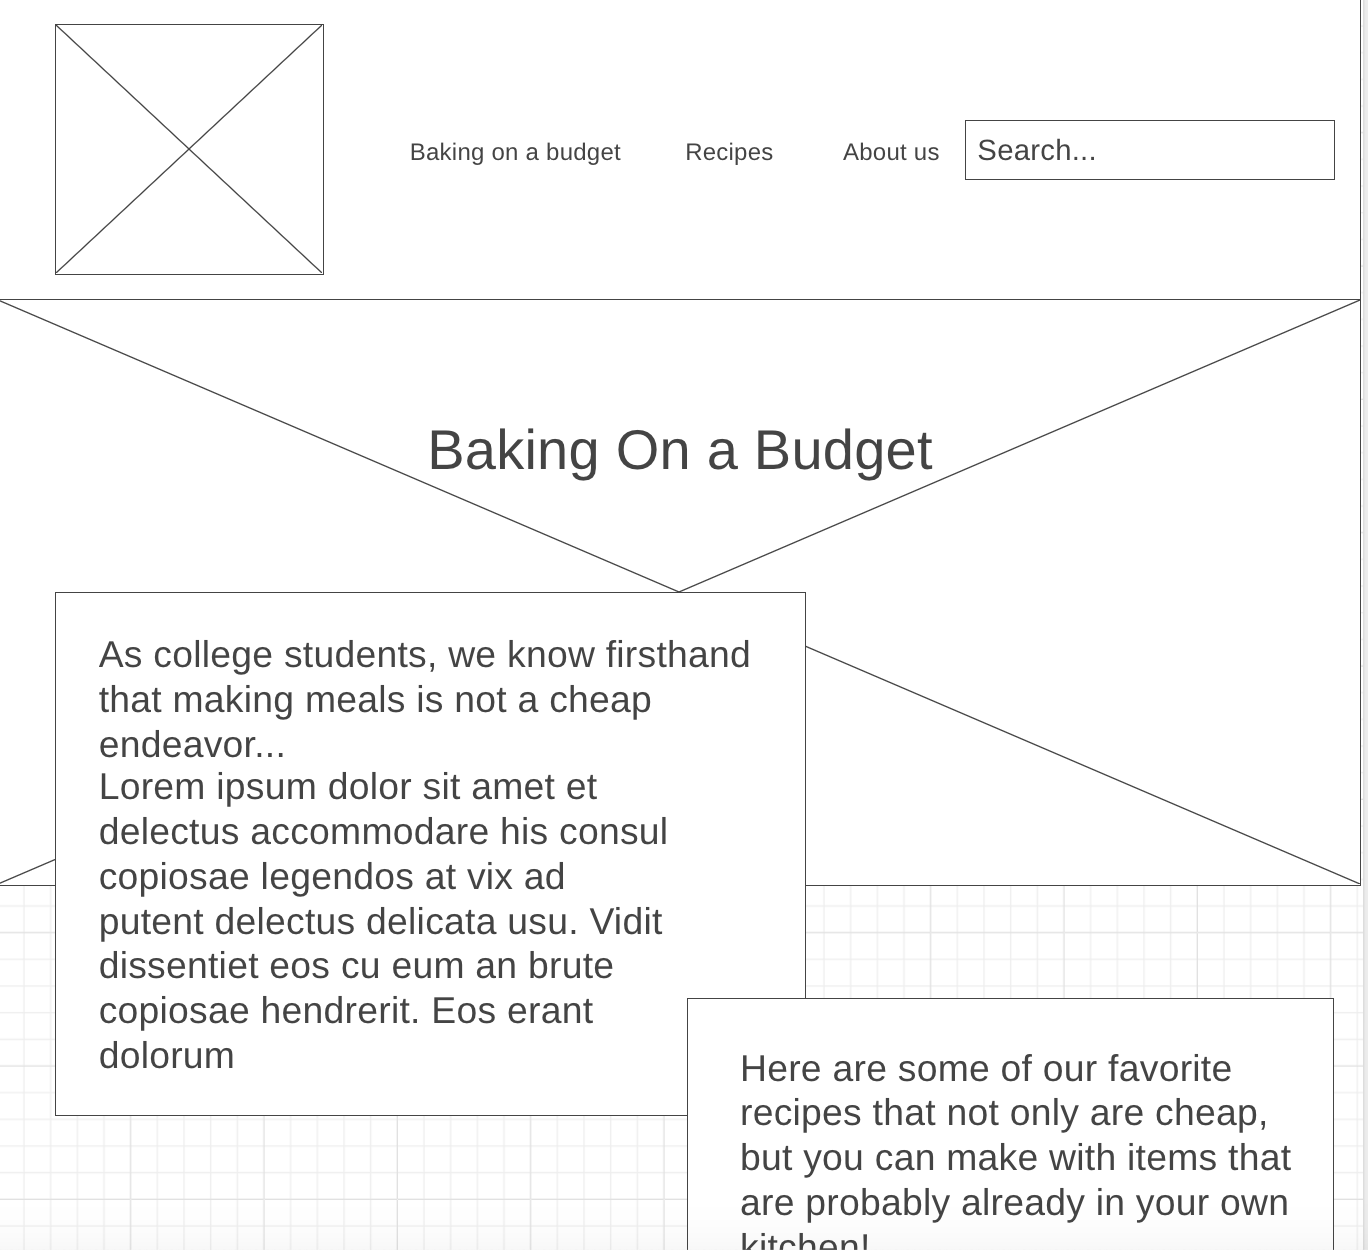 Baking on a budget Recipes About us Search...
Baking On a Budget
As college students, we know firsthand
that making meals is not a cheap
endeavor...
Lorem ipsum dolor sit amet et
delectus accommodare his consul
copiosae legendos at vix ad
putent delectus delicata usu. Vidit
dissentiet eos cu eum an brute
copiosae hendrerit. Eos erant
dolorum
Here are some of our favorite
recipes that not only are cheap,
but you can make with items that
are probably already in your own
kitchen!